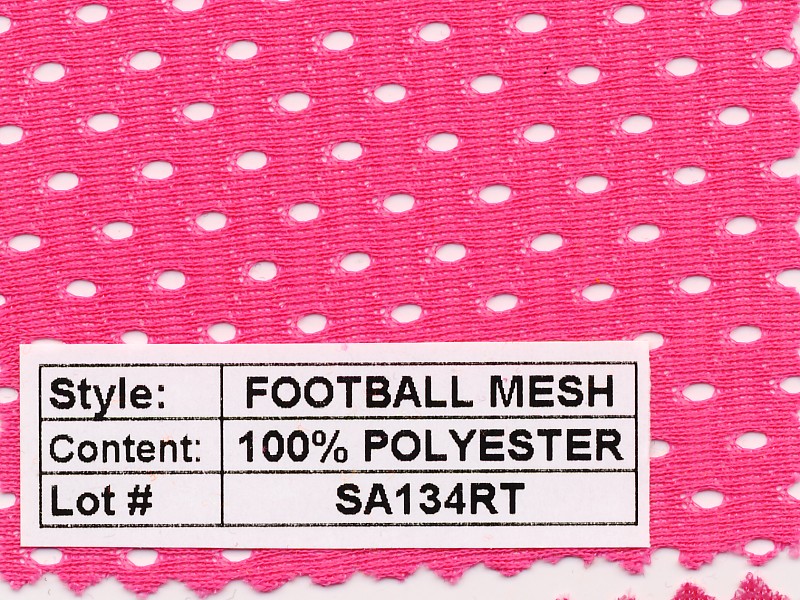 Style: FOOTBALL MESH
Content: 100% POLYESTER
Lot # SA134RT